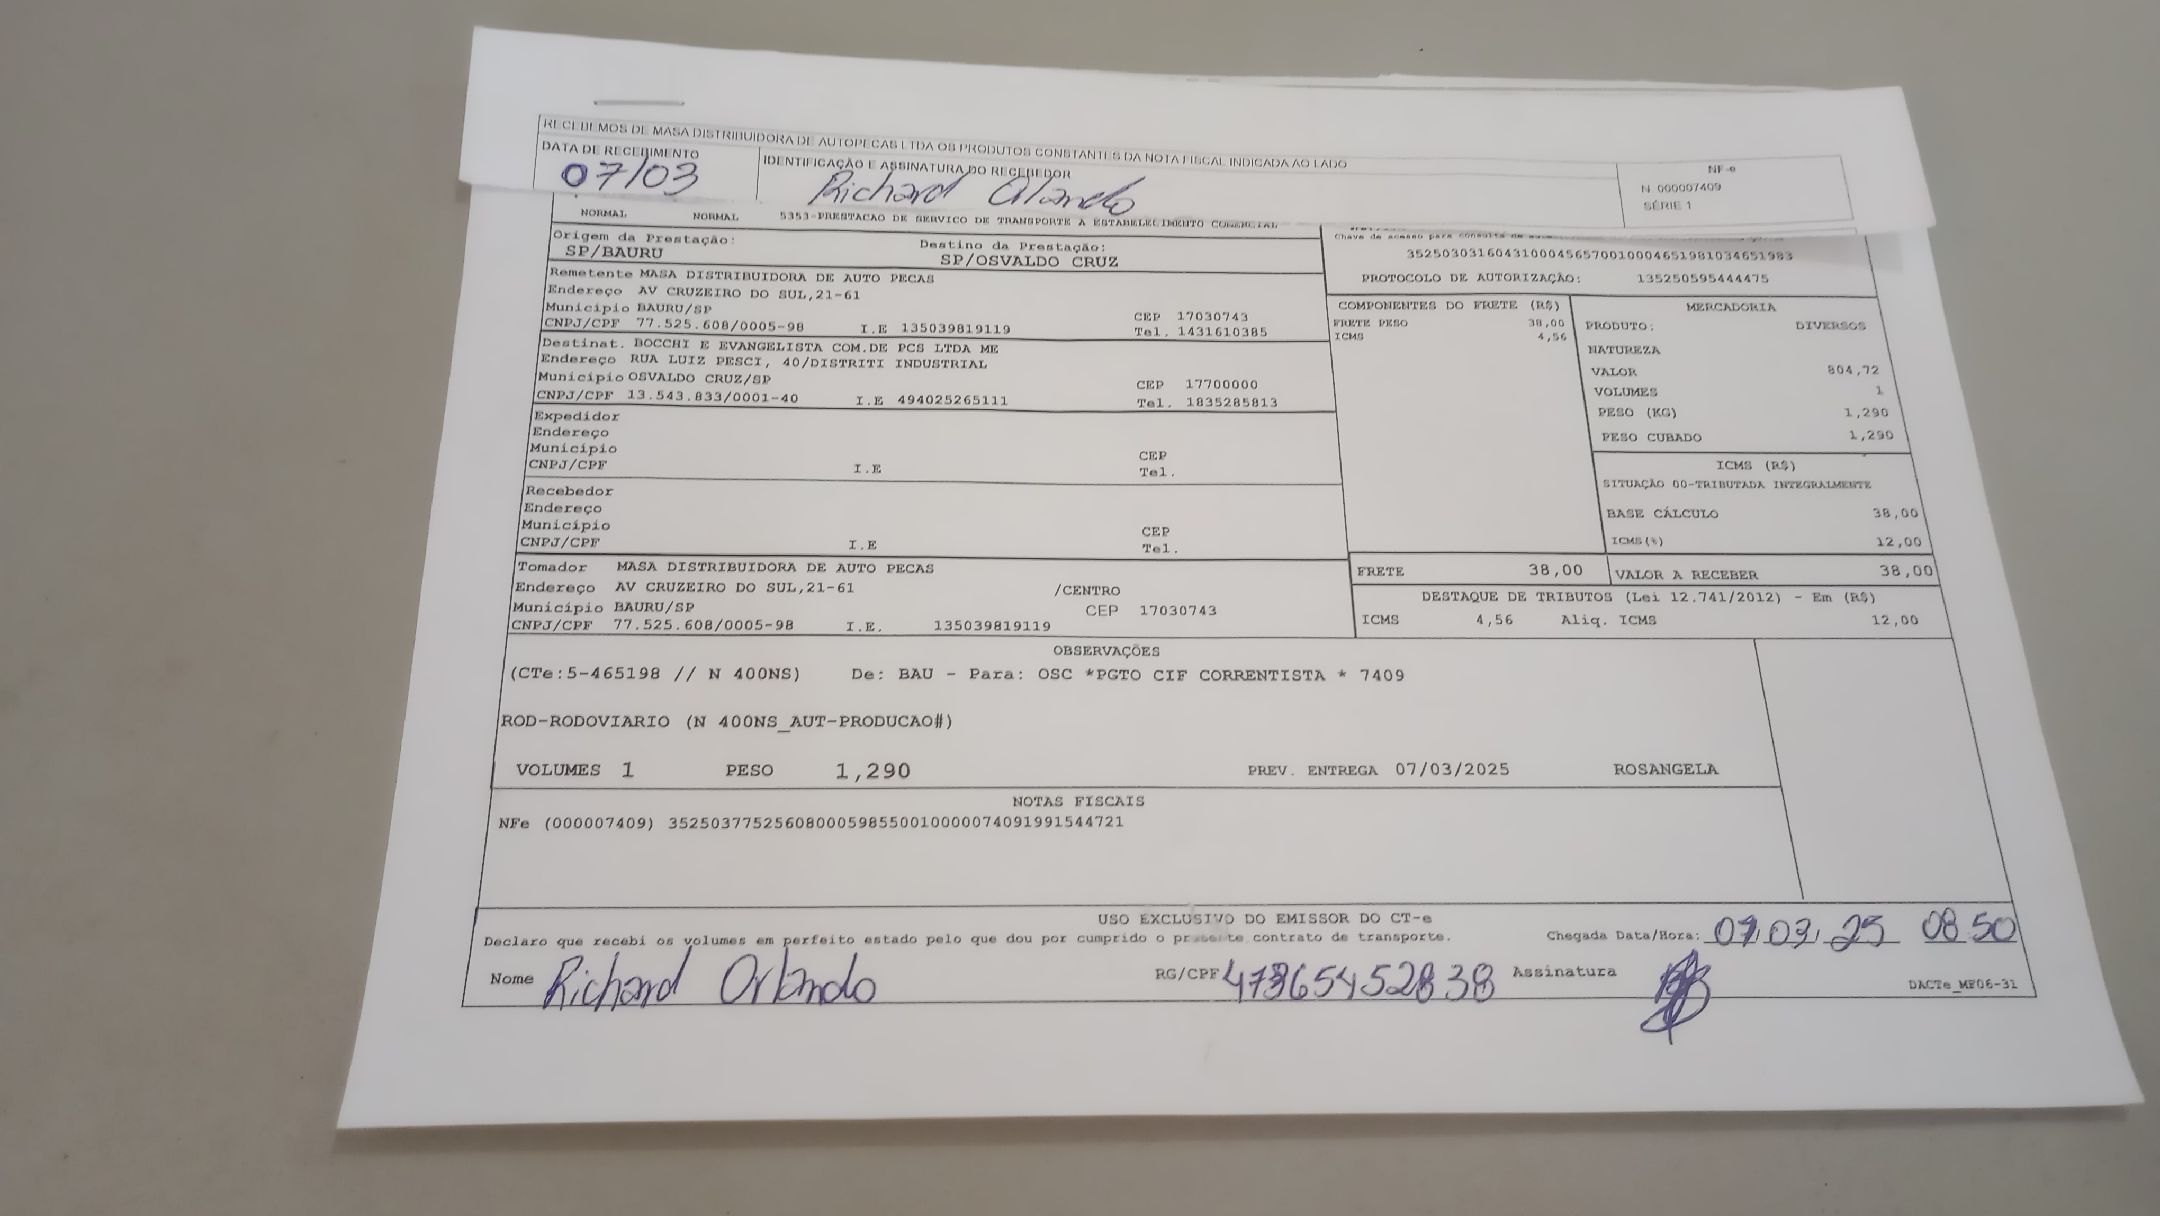 RECEBEMOS DE MASA DISTRIBUIDORA DE AUTOPECAS LTDA OS PRODUTOS CONSTANTES DA NOTA FISCAL INDICADA AO LADO
DATA DE RECEBIMENTO
07/03
IDENTIFICAÇÃO E ASSINATURA DO RECEBEDOR
Richard Orlando
NF-e
N. 000007409
SÉRIE 1
NORMAL NORMAL 5353-PRESTACAO DE SERVICO DE TRANSPORTE A ESTABELECIMENTO COMERCIAL
Origem da Prestação: Destino da Prestação:
SP/BAURU SP/OSVALDO CRUZ
Chave de acesso para consulta de
35250303160431000456570010004651981034651983
PROTOCOLO DE AUTORIZAÇÃO: 135250595444475
Remetente MASA DISTRIBUIDORA DE AUTO PECAS
Endereço AV CRUZEIRO DO SUL,21-61
Município BAURU/SP CEP 17030743
CNPJ/CPF 77.525.608/0005-98 I.E 135039819119 Tel. 1431610385
Destinat. BOCCHI E EVANGELISTA COM.DE PCS LTDA ME
Endereço RUA LUIZ PESCI, 40/DISTRITI INDUSTRIAL
Município OSVALDO CRUZ/SP CEP 17700000
CNPJ/CPF 13.543.833/0001-40 I.E 494025265111 Tel. 1835285813
Expedidor
Endereço
Município CEP
CNPJ/CPF I.E Tel.
Recebedor
Endereço
Município CEP
CNPJ/CPF I.E Tel.
Tomador MASA DISTRIBUIDORA DE AUTO PECAS
Endereço AV CRUZEIRO DO SUL,21-61 /CENTRO
Município BAURU/SP CEP 17030743
CNPJ/CPF 77.525.608/0005-98 I.E. 135039819119
COMPONENTES DO FRETE (R$)
FRETE PESO 38,00
ICMS 4,56
MERCADORIA
PRODUTO: DIVERSOS
NATUREZA
VALOR 804,72
VOLUMES 1
PESO (KG) 1,290
PESO CUBADO 1,290
ICMS (R$)
SITUAÇÃO 00-TRIBUTADA INTEGRALMENTE
BASE CÁLCULO 38,00
ICMS(%) 12,00
FRETE 38,00 VALOR A RECEBER 38,00
DESTAQUE DE TRIBUTOS (Lei 12.741/2012) - Em (R$)
ICMS 4,56 Aliq. ICMS 12,00
OBSERVAÇÕES
(CTe:5-465198 // N 400NS) De: BAU - Para: OSC *PGTO CIF CORRENTISTA * 7409
ROD-RODOVIARIO (N 400NS_AUT-PRODUCAO#)
VOLUMES 1 PESO 1,290 PREV. ENTREGA 07/03/2025 ROSANGELA
NOTAS FISCAIS
NFe (000007409) 35250377525608000598550010000074091991544721
USO EXCLUSIVO DO EMISSOR DO CT-e
Declaro que recebi os volumes em perfeito estado pelo que dou por cumprido o presente contrato de transporte. Chegada Data/Hora: 07/03/25 08:50
Nome Richard Orlando RG/CPF 47365452838 Assinatura
DACTe_MF06-31